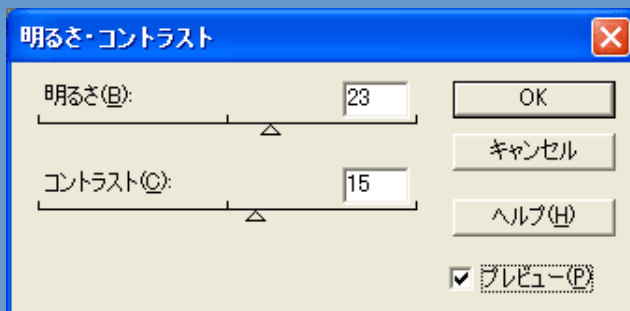 明るさ・コントラスト
明るさ(B): 23
OK
キャンセル
コントラスト(C): 15
ヘルプ(H)
プレビュー(P)